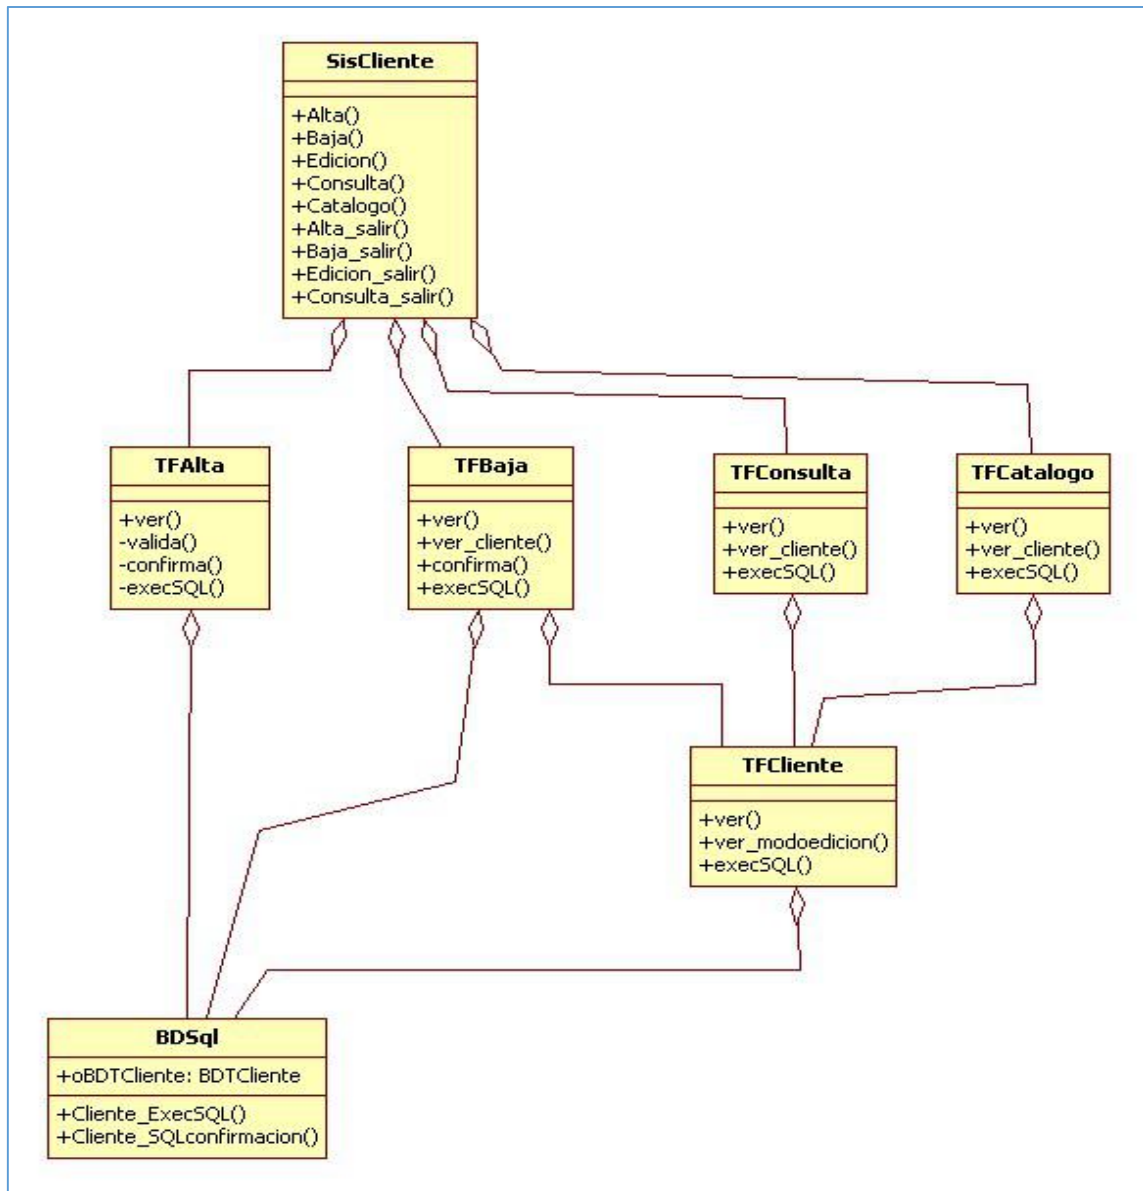 SisCliente
+Alta()
+Baja()
+Edicion()
+Consulta()
+Catalogo()
+Alta_salir()
+Baja_salir()
+Edicion_salir()
+Consulta_salir()
TFAlta
+ver()
-valida()
-confirma()
-execSQL()
TFBaja
+ver()
+ver_cliente()
+confirma()
+execSQL()
TFConsulta
+ver()
+ver_cliente()
+execSQL()
TFCatalogo
+ver()
+ver_cliente()
+execSQL()
TFCliente
+ver()
+ver_modoedicion()
+execSQL()
BDSql
+oBDTCliente: BDTCliente
+Cliente_ExecSQL()
+Cliente_SQLconfirmacion()